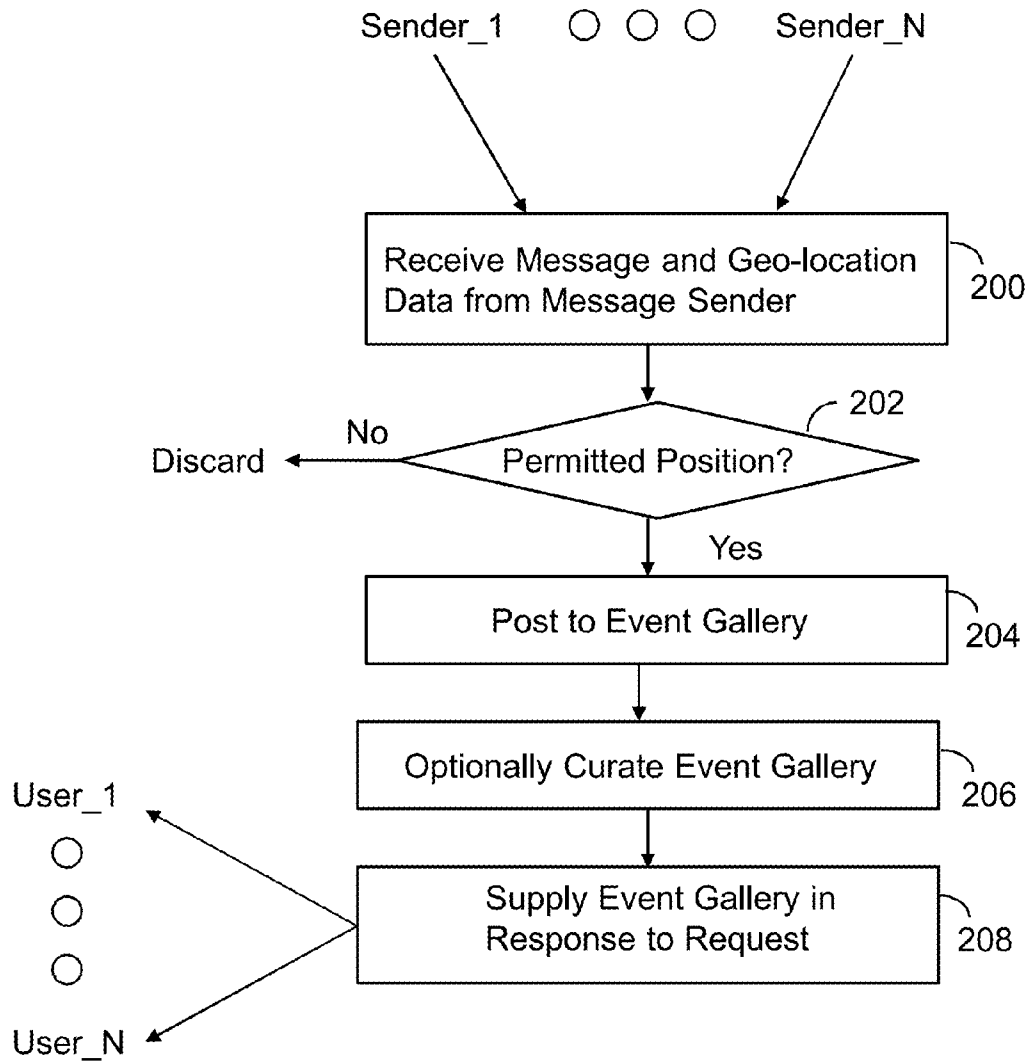 Sender_1
Sender_N
Receive Message and Geo-location
Data from Message Sender
200
202
No
Discard
Permitted Position?
Yes
Post to Event Gallery
204
Optionally Curate Event Gallery
206
User_1
Supply Event Gallery in
Response to Request
208
User_N